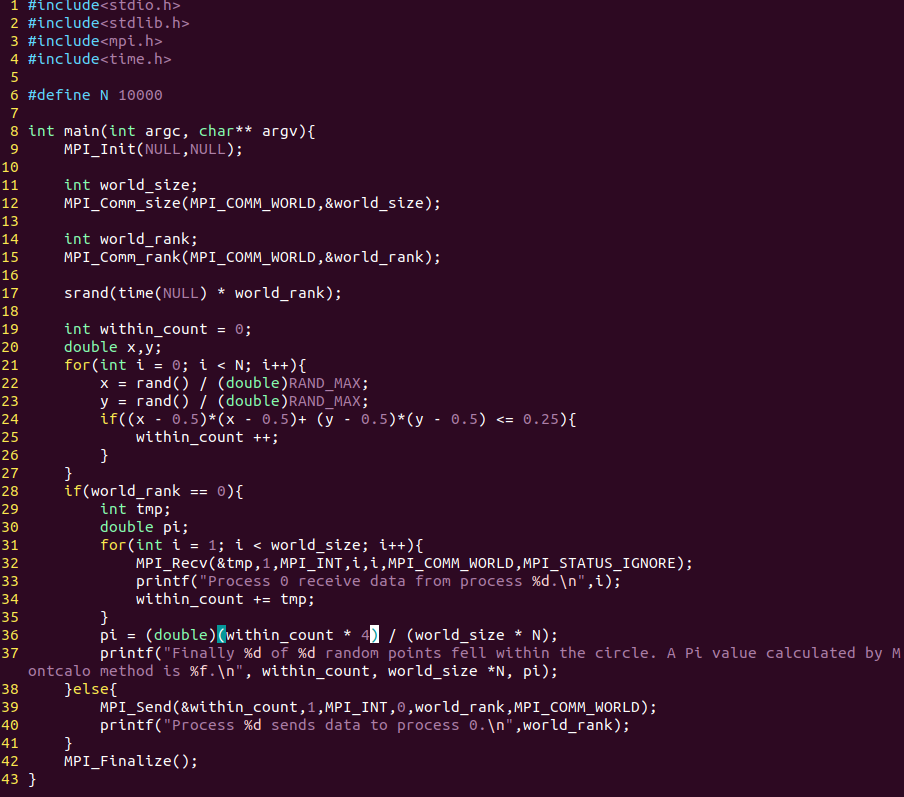 1 #include<stdio.h>
2 #include<stdlib.h>
3 #include<mpi.h>
4 #include<time.h>
5
6 #define N 10000
7
8 int main(int argc, char** argv){
9     MPI_Init(NULL,NULL);
10
11     int world_size;
12     MPI_Comm_size(MPI_COMM_WORLD,&world_size);
13
14     int world_rank;
15     MPI_Comm_rank(MPI_COMM_WORLD,&world_rank);
16
17     srand(time(NULL) * world_rank);
18
19     int within_count = 0;
20     double x,y;
21     for(int i = 0; i < N; i++){
22         x = rand() / (double)RAND_MAX;
23         y = rand() / (double)RAND_MAX;
24         if((x - 0.5)*(x - 0.5)+ (y - 0.5)*(y - 0.5) <= 0.25){
25             within_count ++;
26         }
27     }
28     if(world_rank == 0){
29         int tmp;
30         double pi;
31         for(int i = 1; i < world_size; i++){
32             MPI_Recv(&tmp,1,MPI_INT,i,i,MPI_COMM_WORLD,MPI_STATUS_IGNORE);
33             printf("Process 0 receive data from process %d.\n",i);
34             within_count += tmp;
35         }
36         pi = (double)(within_count * 4) / (world_size * N);
37         printf("Finally %d of %d random points fell within the circle. A Pi value calculated by M
ontcalo method is %f.\n", within_count, world_size *N, pi);
38     }else{
39         MPI_Send(&within_count,1,MPI_INT,0,world_rank,MPI_COMM_WORLD);
40         printf("Process %d sends data to process 0.\n",world_rank);
41     }
42     MPI_Finalize();
43 }